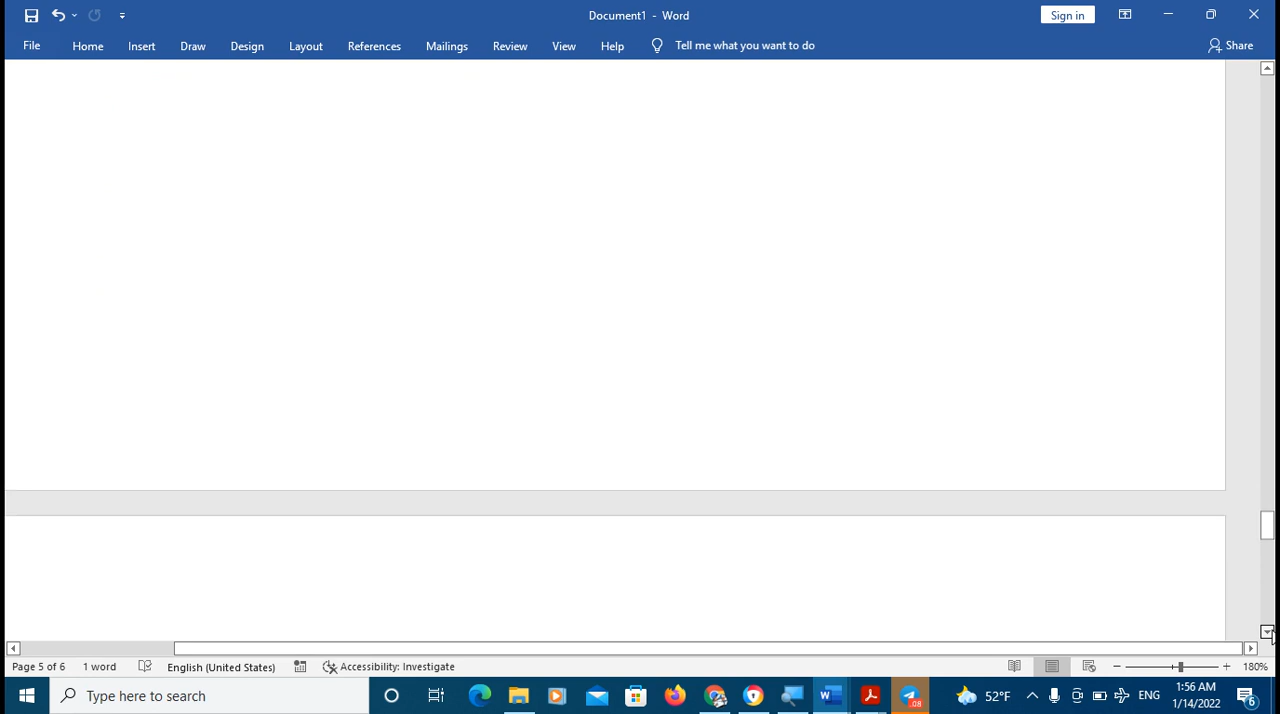 Document1 - Word
Sign in
File Home Insert Draw Design Layout References Mailings Review View Help Tell me what you want to do Share
Page 5 of 6 1 word English (United States) Accessibility: Investigate 180%
Type here to search 08 52°F ENG 1:56 AM
1/14/2022 6